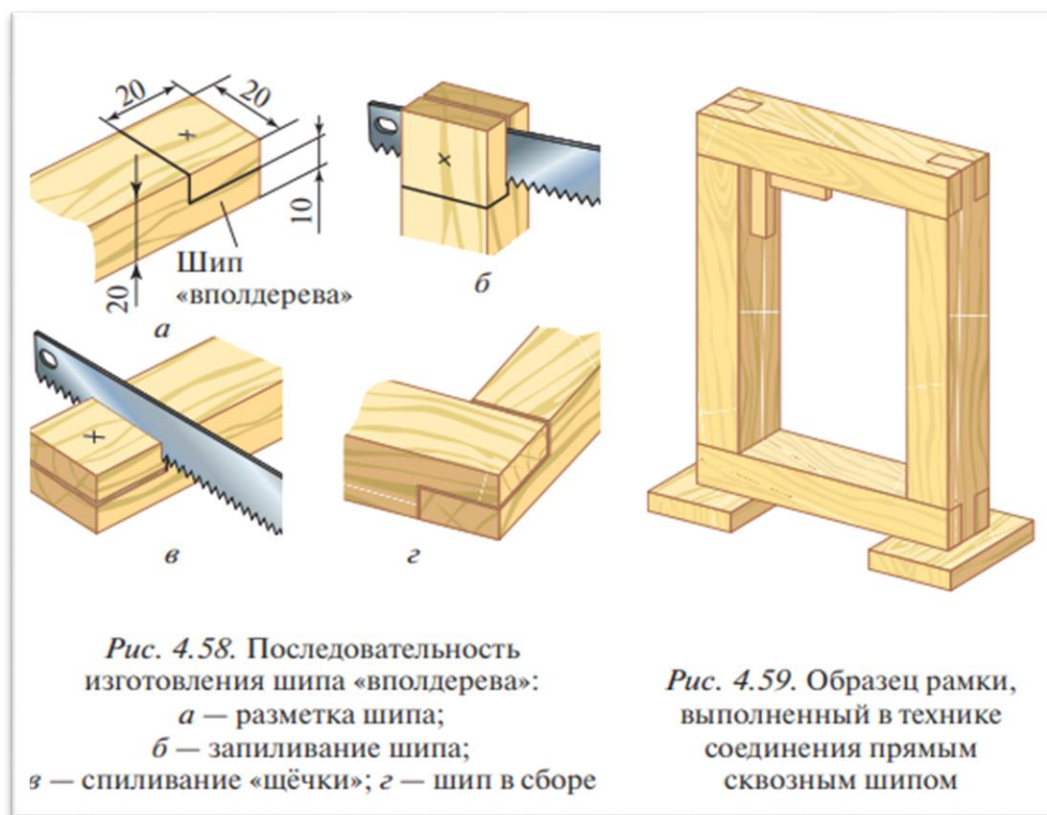 20
20
10
20
Шип
«вполдерева»
а
б
в
г
Рис. 4.58. Последовательность
изготовления шипа «вполдерева»:
а — разметка шипа;
б — запиливание шипа;
в — спиливание «щёчки»; г — шип в сборе
Рис. 4.59. Образец рамки,
выполненный в технике
соединения прямым
сквозным шипом